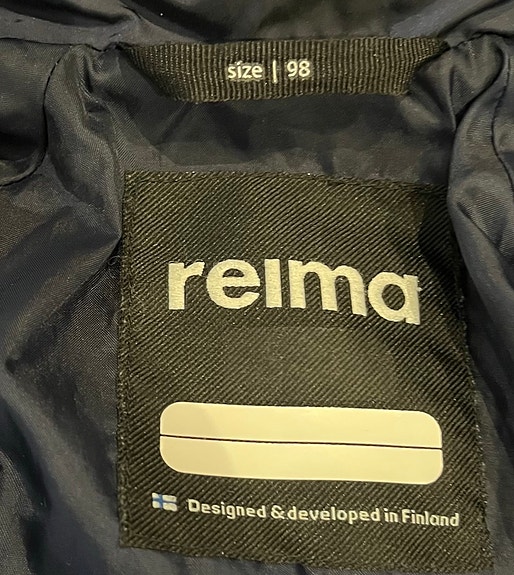 size | 98
reima
Designed & developed in Finland